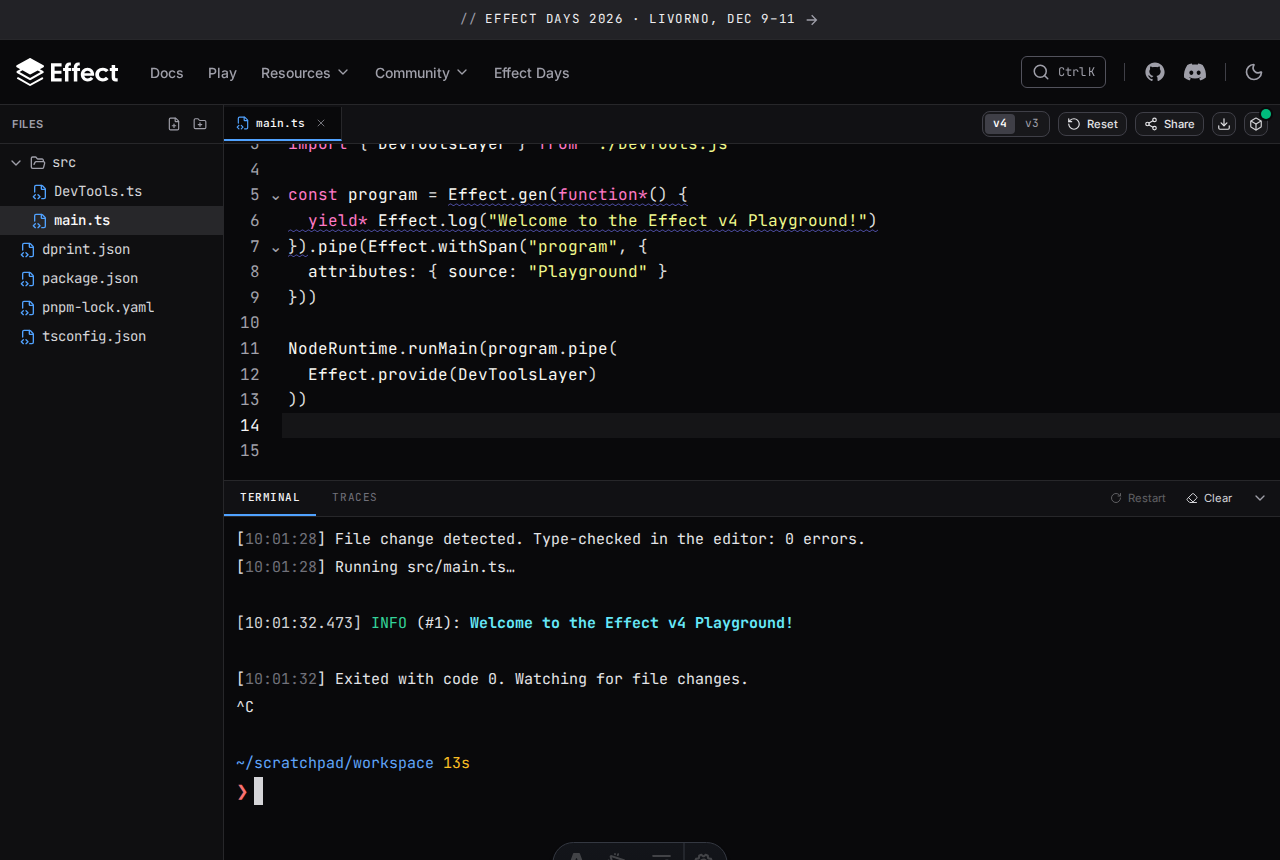 // EFFECT DAYS 2026 · LIVORNO, DEC 9–11 →
Effect
Docs
Play
Resources
Community
Effect Days
Ctrl K
FILES
main.ts
v4
v3
Reset
Share
src
DevTools.ts
main.ts
dprint.json
package.json
pnpm-lock.yaml
tsconfig.json
3 import { DevToolsLayer } from "./DevTools.js"
4
5 const program = Effect.gen(function*() {
6 yield* Effect.log("Welcome to the Effect v4 Playground!")
7 }).pipe(Effect.withSpan("program", {
8 attributes: { source: "Playground" }
9 }))
10
11 NodeRuntime.runMain(program.pipe(
12 Effect.provide(DevToolsLayer)
13 ))
14
15
TERMINAL
TRACES
Restart
Clear
[10:01:28] File change detected. Type-checked in the editor: 0 errors.
[10:01:28] Running src/main.ts…
[10:01:32.473] INFO (#1): Welcome to the Effect v4 Playground!
[10:01:32] Exited with code 0. Watching for file changes.
^C
~/scratchpad/workspace 13s
❯